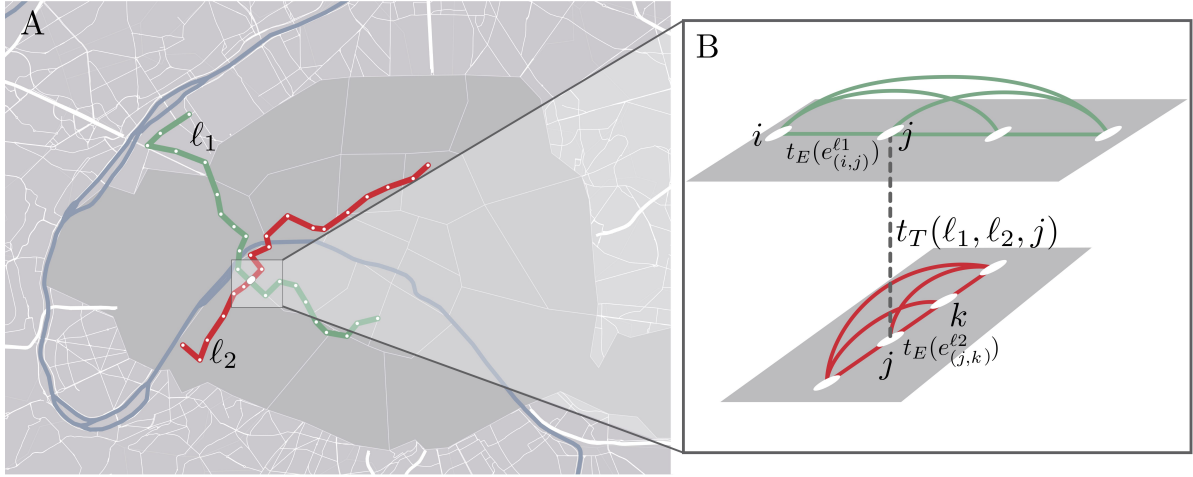 A
ℓ₁
ℓ₂
B
i
j
t_E(e^{ℓ1}_{(i,j)})
t_T(ℓ₁, ℓ₂, j)
k
j
t_E(e^{ℓ2}_{(j,k)})